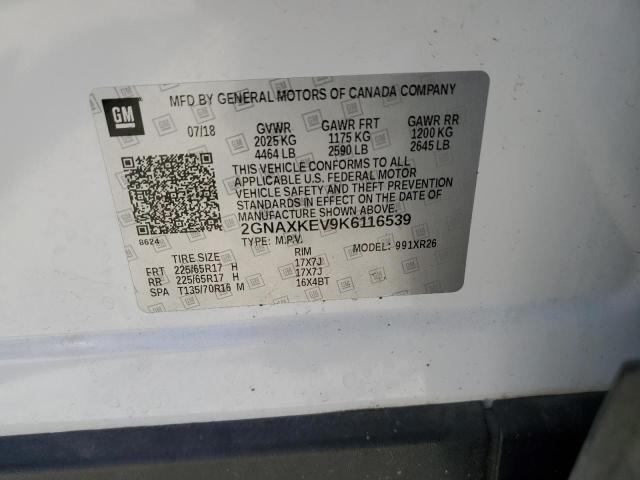 GM
MFD BY GENERAL MOTORS OF CANADA COMPANY
07/18 GVWR GAWR FRT GAWR RR
2025 KG 1175 KG 1200 KG
4464 LB 2590 LB 2645 LB
THIS VEHICLE CONFORMS TO ALL
APPLICABLE U.S. FEDERAL MOTOR
VEHICLE SAFETY AND THEFT PREVENTION
STANDARDS IN EFFECT ON THE DATE OF
MANUFACTURE SHOWN ABOVE.
2GNAXKEV9K6116539
8624 TYPE: M.P.V. MODEL: 991XR26
TIRE SIZE RIM
FRT 225/65R17 H 17X7J
RR 225/65R17 H 17X7J
SPA T135/70R16 M 16X4BT